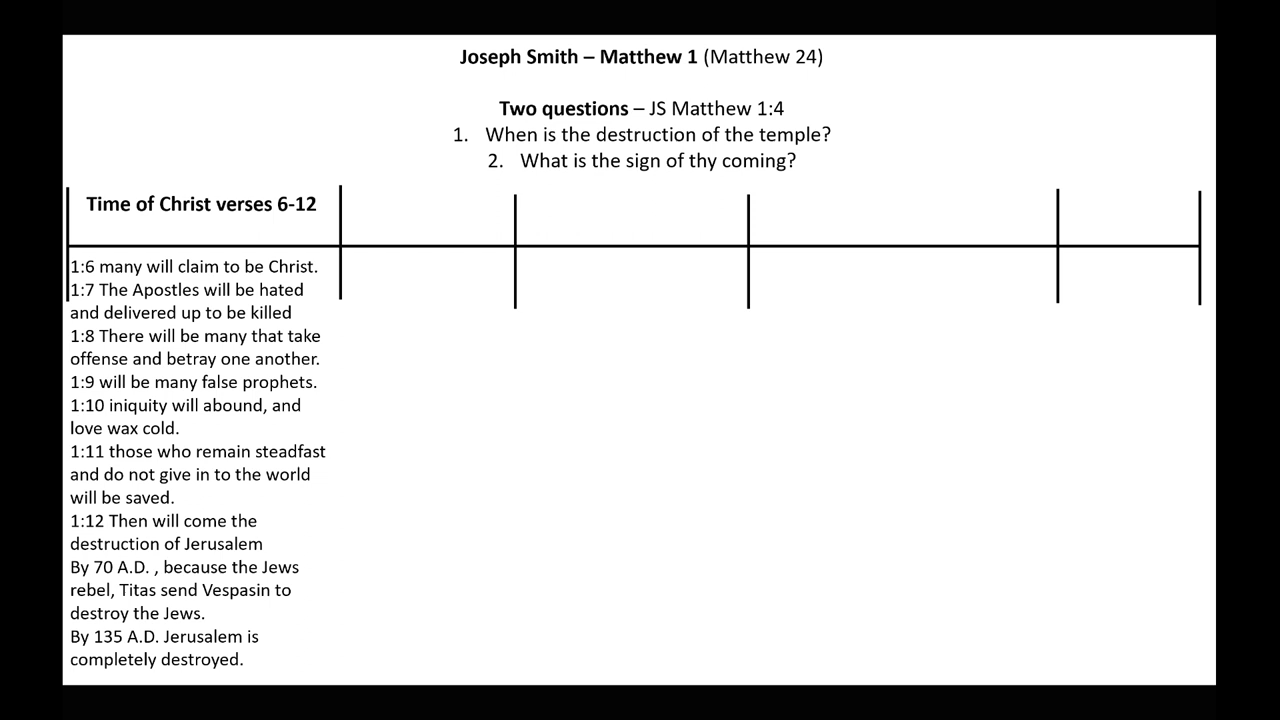 Joseph Smith – Matthew 1 (Matthew 24)
Two questions – JS Matthew 1:4
1. When is the destruction of the temple?
2. What is the sign of thy coming?
Time of Christ verses 6-12
1:6 many will claim to be Christ.
1:7 The Apostles will be hated
and delivered up to be killed
1:8 There will be many that take
offense and betray one another.
1:9 will be many false prophets.
1:10 iniquity will abound, and
love wax cold.
1:11 those who remain steadfast
and do not give in to the world
will be saved.
1:12 Then will come the
destruction of Jerusalem
By 70 A.D. , because the Jews
rebel, Titas send Vespasin to
destroy the Jews.
By 135 A.D. Jerusalem is
completely destroyed.